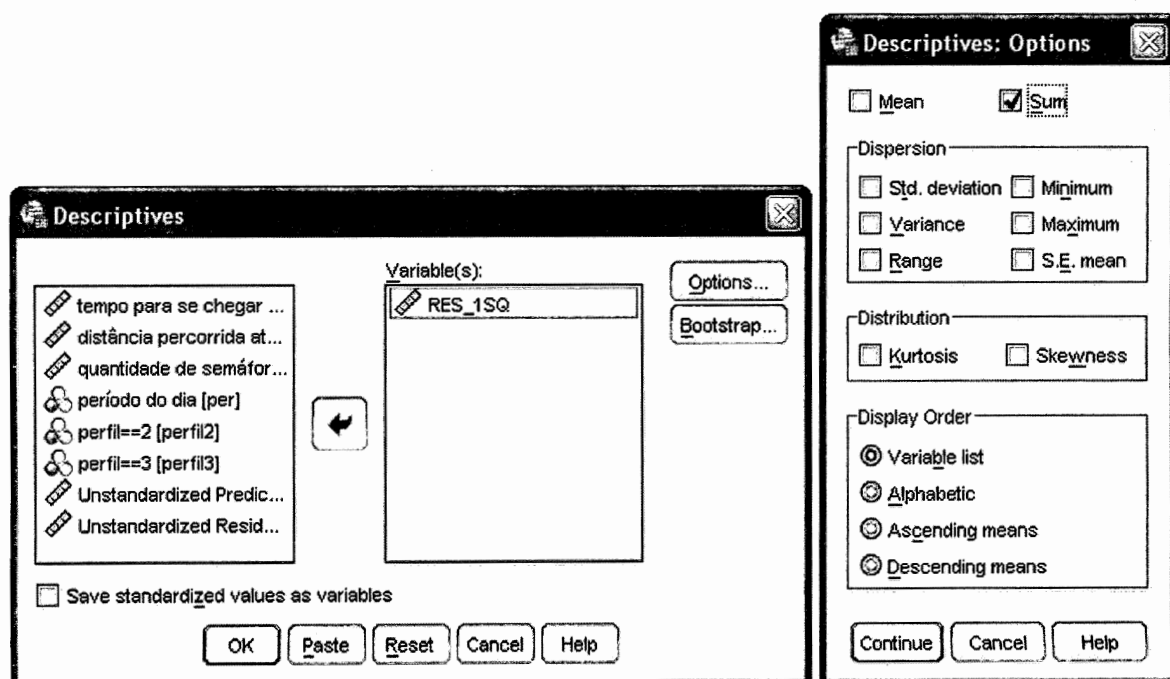 Descriptives
Variable(s):
tempo para se chegar ...
distância percorrida at...
quantidade de semáfor...
período do dia [per]
perfil==2 [perfil2]
perfil==3 [perfil3]
Unstandardized Predic...
Unstandardized Resid...
RES_1SQ
Options...
Bootstrap...
Save standardized values as variables
OK
Paste
Reset
Cancel
Help
Descriptives: Options
Mean
Sum
Dispersion
Std. deviation
Minimum
Variance
Maximum
Range
S.E. mean
Distribution
Kurtosis
Skewness
Display Order
Variable list
Alphabetic
Ascending means
Descending means
Continue
Cancel
Help